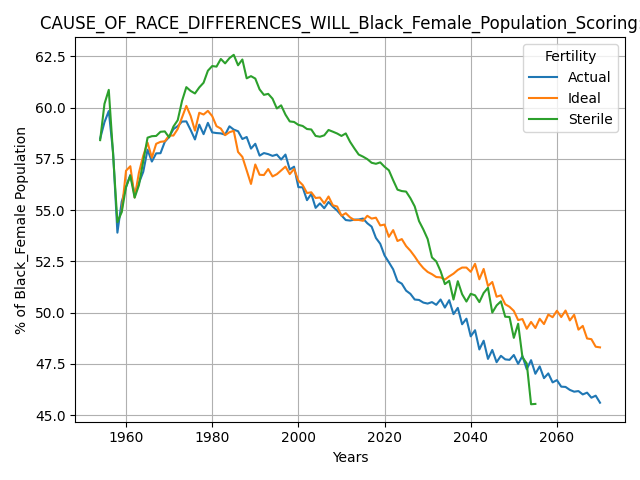 CAUSE_OF_RACE_DIFFERENCES_WILL_Black_Female_Population_Scoring
Fertility
Actual
Ideal
Sterile
% of Black_Female Population
62.5
60.0
57.5
55.0
52.5
50.0
47.5
45.0
1960 1980 2000 2020 2040 2060
Years